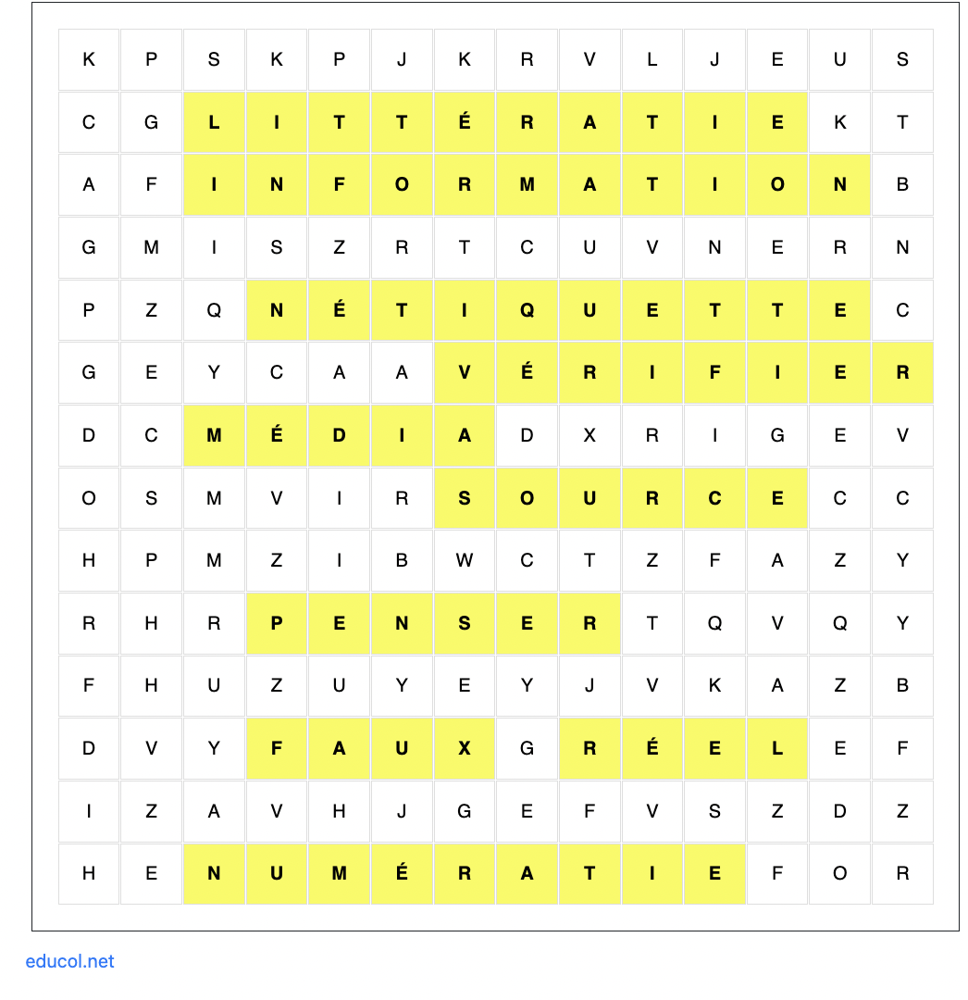 K P S K P J K R V L J E U S
C G L I T T É R A T I E K T
A F I N F O R M A T I O N B
G M I S Z R T C U V N E R N
P Z Q N É T I Q U E T T E C
G E Y C A A V É R I F I E R
D C M É D I A D X R I G E V
O S M V I R S O U R C E C C
H P M Z I B W C T Z F A Z Y
R H R P E N S E R T Q V Q Y
F H U Z U Y E Y J V K A Z B
D V Y F A U X G R É E L E F
I Z A V H J G E F V S Z D Z
H E N U M É R A T I E F O R
educol.net